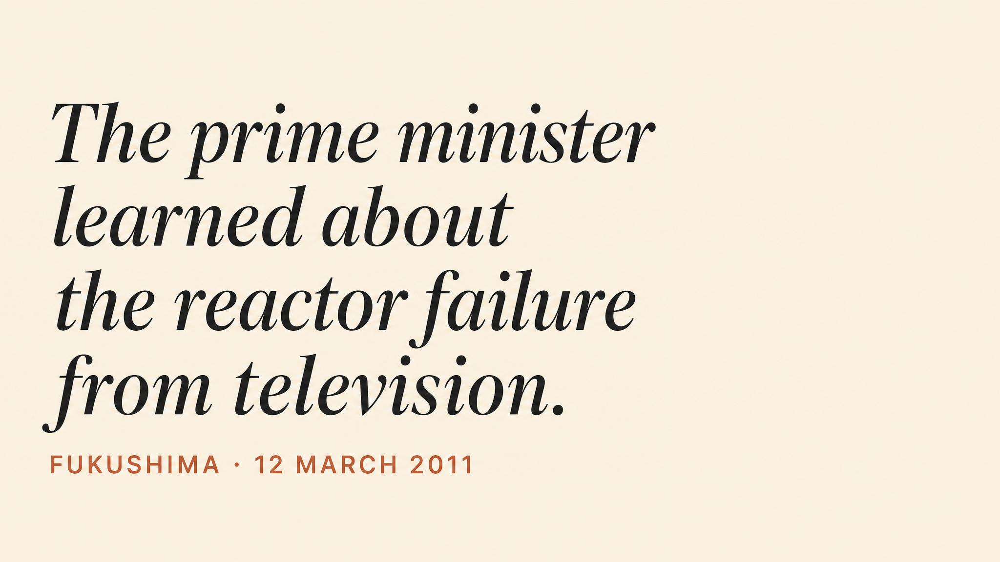 The prime minister
learned about
the reactor failure
from television.
FUKUSHIMA · 12 MARCH 2011